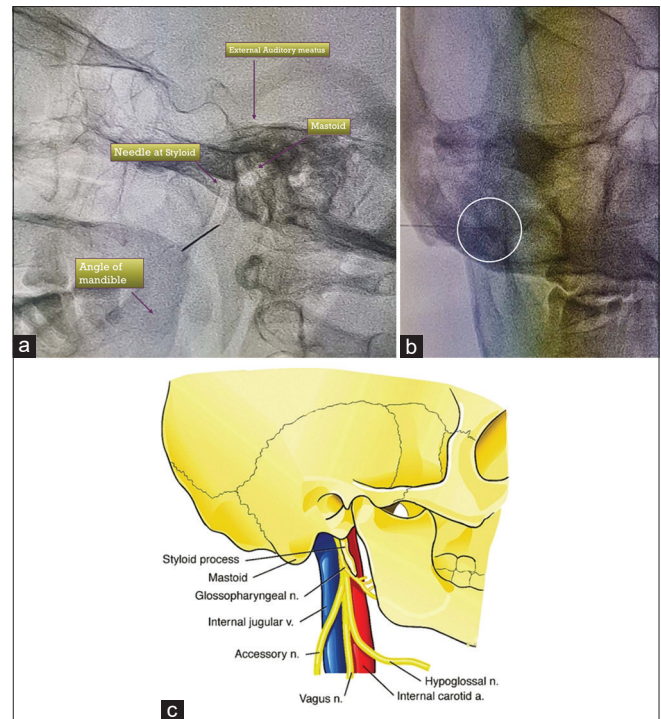 External Auditory meatus
Mastoid
Needle at Styloid
Angle of
mandible
a
b
Styloid process
Mastoid
Glossopharyngeal n.
Internal jugular v.
Accessory n.
Vagus n.
Hypoglossal n.
Internal carotid a.
c